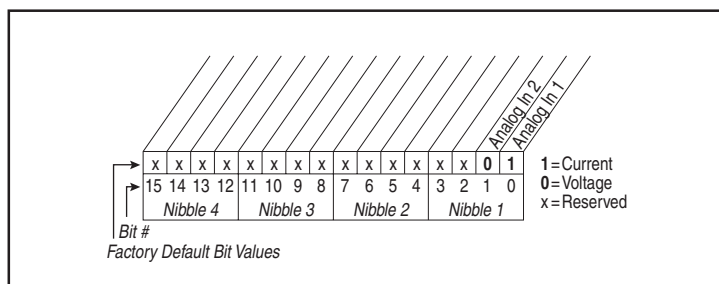 Analog In 2
Analog In 1
x x x x x x x x x x x x x x 0 1
15 14 13 12 11 10 9 8 7 6 5 4 3 2 1 0
Nibble 4 Nibble 3 Nibble 2 Nibble 1
1=Current
0=Voltage
x=Reserved
Bit #
Factory Default Bit Values